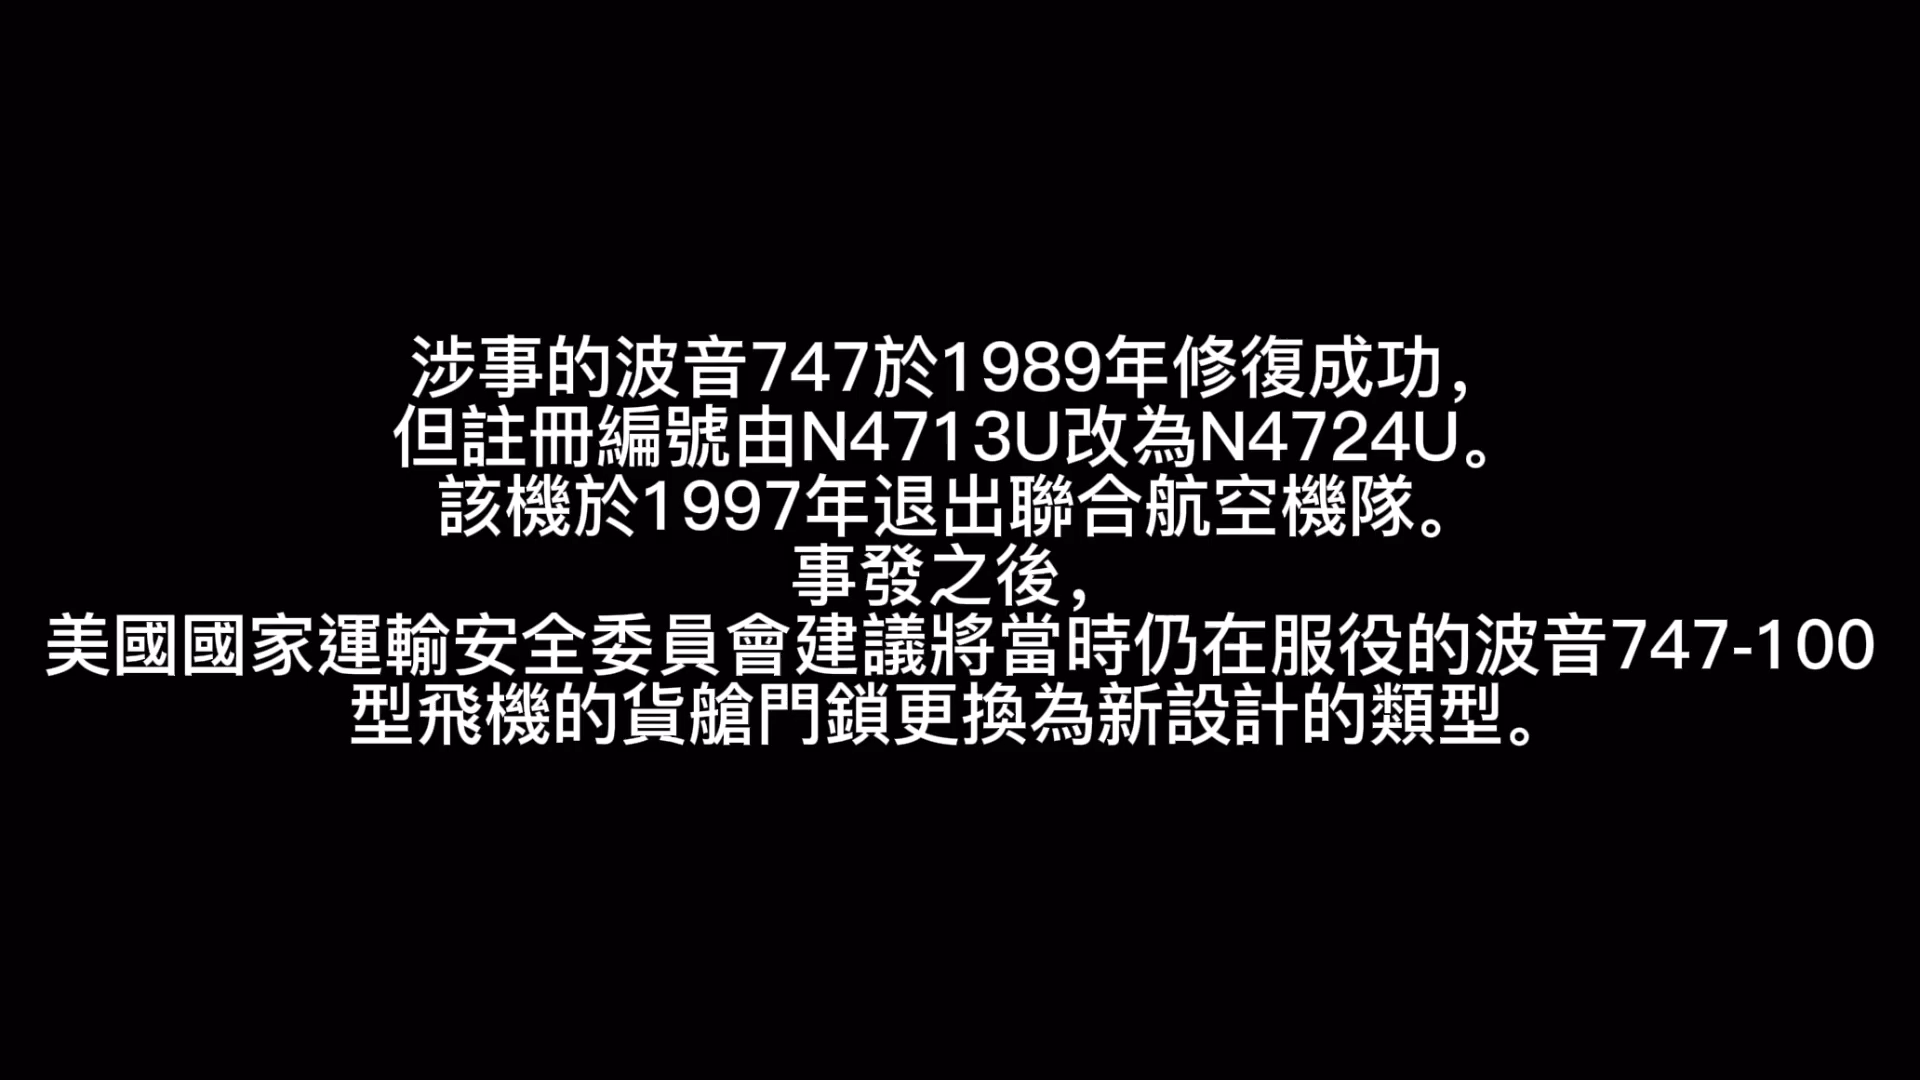 涉事的波音747於1989年修復成功，
但註冊編號由N4713U改為N4724U。
該機於1997年退出聯合航空機隊。
事發之後，
美國國家運輸安全委員會建議將當時仍在服役的波音747-100
型飛機的貨艙門鎖更換為新設計的類型。